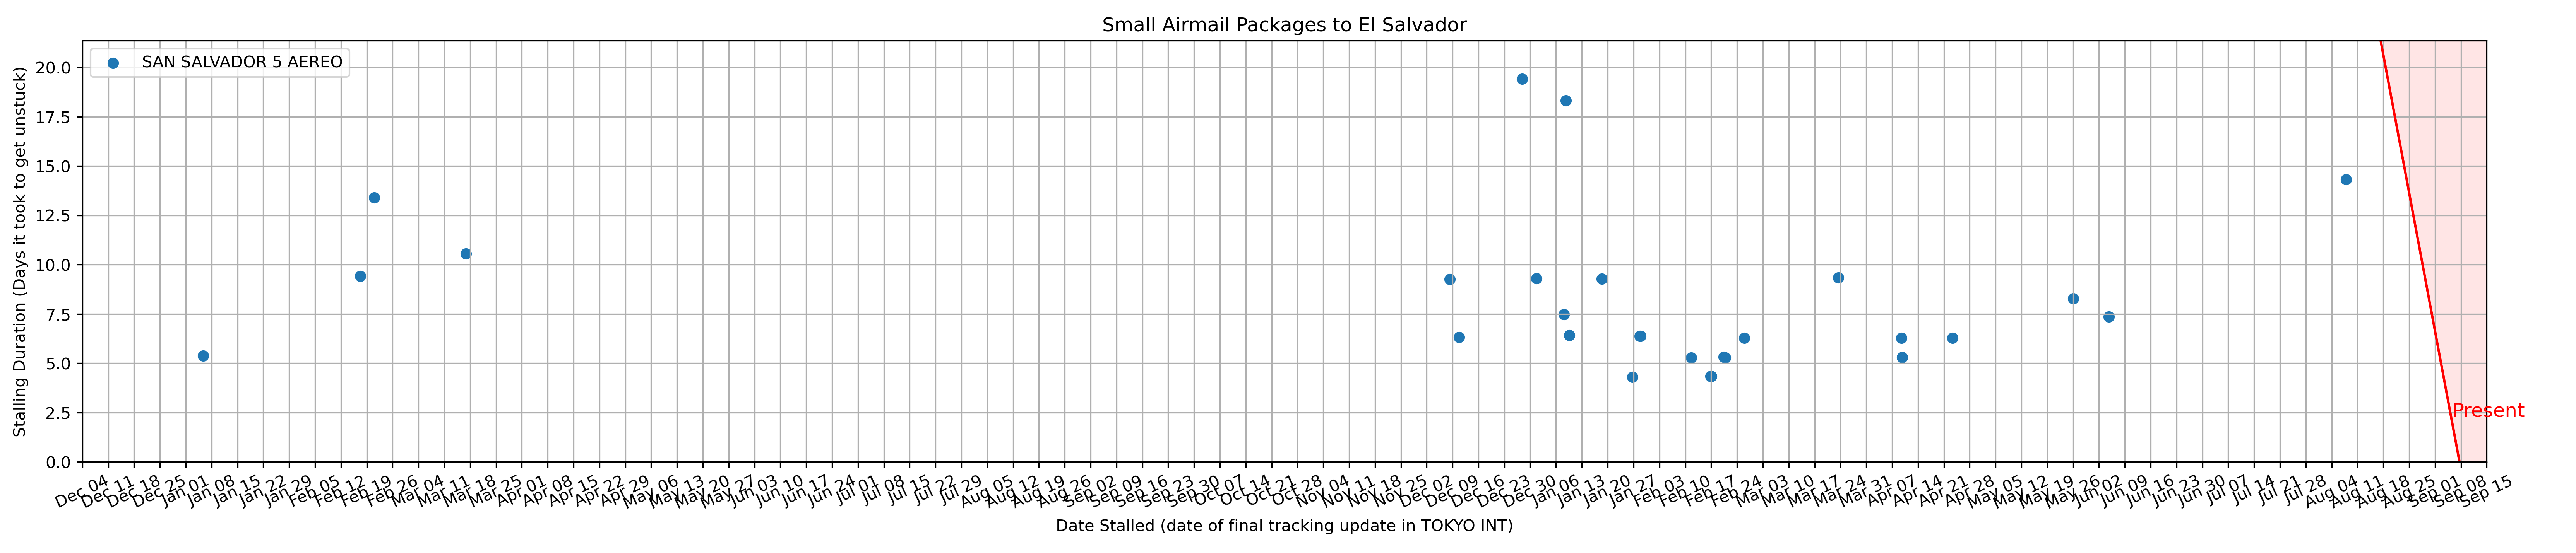 Small Airmail Packages to El Salvador
SAN SALVADOR 5 AEREO
Stalling Duration (Days it took to get unstuck)
20.0
17.5
15.0
12.5
10.0
7.5
5.0
2.5
0.0
Present
Dec 04 Dec 11 Dec 18 Dec 25 Jan 01 Jan 08 Jan 15 Jan 22 Jan 29 Feb 05 Feb 12 Feb 19 Feb 26 Mar 04 Mar 11 Mar 18 Mar 25 Apr 01 Apr 08 Apr 15 Apr 22 Apr 29 May 06 May 13 May 20 May 27 Jun 03 Jun 10 Jun 17 Jun 24 Jul 01 Jul 08 Jul 15 Jul 22 Jul 29 Aug 05 Aug 12 Aug 19 Aug 26 Sep 02 Sep 09 Sep 16 Sep 23 Sep 30 Oct 07 Oct 14 Oct 21 Oct 28 Nov 04 Nov 11 Nov 18 Nov 25 Dec 02 Dec 09 Dec 16 Dec 23 Dec 30 Jan 06 Jan 13 Jan 20 Jan 27 Feb 03 Feb 10 Feb 17 Feb 24 Mar 03 Mar 10 Mar 17 Mar 24 Mar 31 Apr 07 Apr 14 Apr 21 Apr 28 May 05 May 12 May 19 May 26 Jun 02 Jun 09 Jun 16 Jun 23 Jun 30 Jul 07 Jul 14 Jul 21 Jul 28 Aug 04 Aug 11 Aug 18 Aug 25 Sep 01 Sep 08 Sep 15
Date Stalled (date of final tracking update in TOKYO INT)